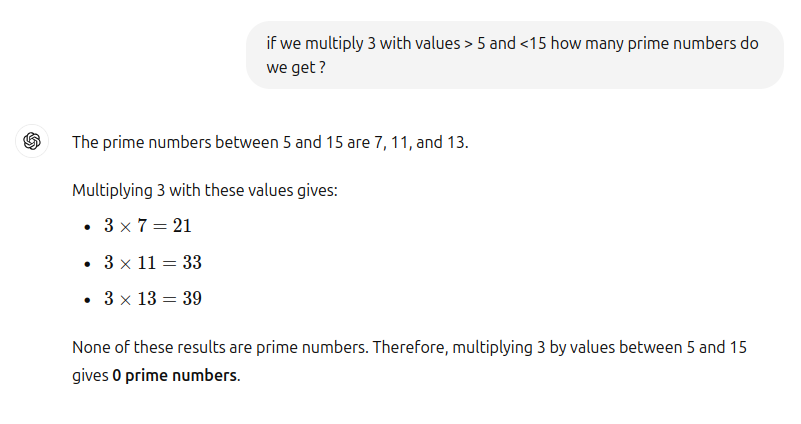 if we multiply 3 with values > 5 and <15 how many prime numbers do
we get ?
The prime numbers between 5 and 15 are 7, 11, and 13.
Multiplying 3 with these values gives:
• 3 × 7 = 21
• 3 × 11 = 33
• 3 × 13 = 39
None of these results are prime numbers. Therefore, multiplying 3 by values between 5 and 15
gives 0 prime numbers.